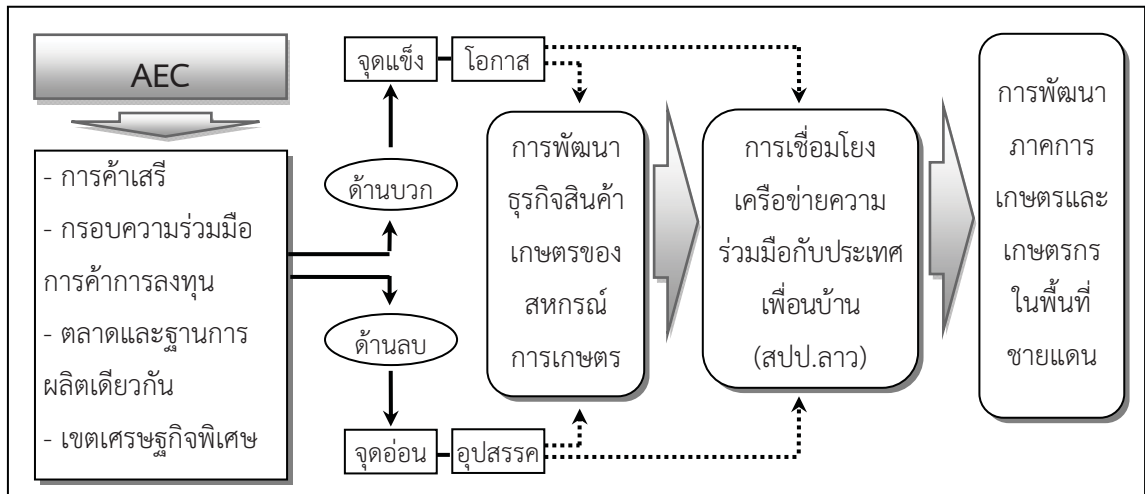 AEC
- การค้าเสรี
- กรอบความร่วมมือ
การค้าการลงทุน
- ตลาดและฐานการ
ผลิตเดียวกัน
- เขตเศรษฐกิจพิเศษ
จุดแข็ง
โอกาส
ด้านบวก
ด้านลบ
จุดอ่อน
อุปสรรค
การพัฒนา
ธุรกิจสินค้า
เกษตรของ
สหกรณ์
การเกษตร
การเชื่อมโยง
เครือข่ายความ
ร่วมมือกับประเทศ
เพื่อนบ้าน
(สปป.ลาว)
การพัฒนา
ภาคการ
เกษตรและ
เกษตรกร
ในพื้นที่
ชายแดน